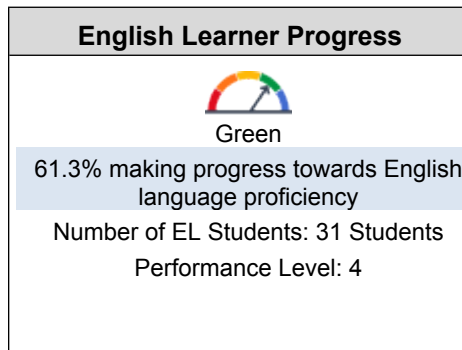 English Learner Progress
Green
61.3% making progress towards English
language proficiency
Number of EL Students: 31 Students
Performance Level: 4